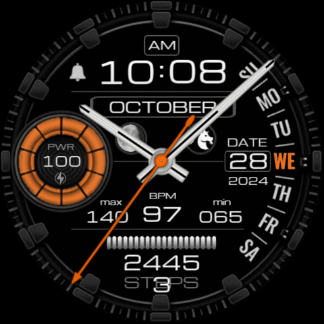 AM
10:08
OCTOBER
SU
MO
TU
WE
TH
FR
SA
DATE
28
2024
PWR
100
max
140
BPM
97
min
065
2445
STEPS
3